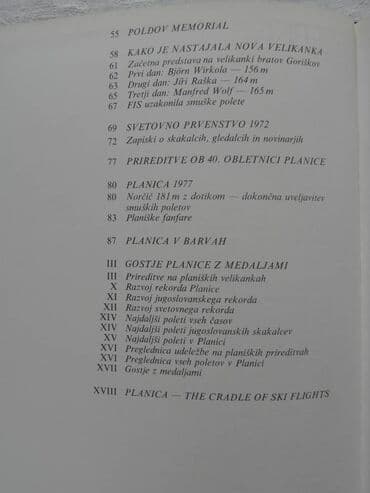 55 POLDOV MEMORIAL
58 KAKO JE NASTAJALA NOVA VELIKANKA
61 Začetna predstava na velikanki bratov Goriškov
62 Prvi dan: Björn Wirkola — 156 m
63 Drugi dan: Jiři Raška — 164 m
65 Tretji dan: Manfred Wolf — 165 m
67 FIS uzakonila smuške polete
69 SVETOVNO PRVENSTVO 1972
72 Zapiski o skakalcih, gledalcih in novinarjih
77 PRIREDITVE OB 40. OBLETNICI PLANICE
80 PLANICA 1977
80 Norčič 181 m z dotikom — dokončna uveljavitev
smuških poletov
83 Planiške fanfare
87 PLANICA V BARVAH
III GOSTJE PLANICE Z MEDALJAMI
III Prireditve na planiških velikankah
X Razvoj rekorda Planice
XI Razvoj jugoslovanskega rekorda
XII Razvoj svetovnega rekorda
XIV Najdaljši poleti vseh časov
XIV Najdaljši poleti jugoslovanskih skakalcev
XV Najdaljši poleti v Planici
XVI Preglednica udeležbe na planiških prireditvah
XVI Preglednica vseh poletov v Planici
XVII Gostje z medaljami
XVIII PLANICA — THE CRADLE OF SKI FLIGHTS